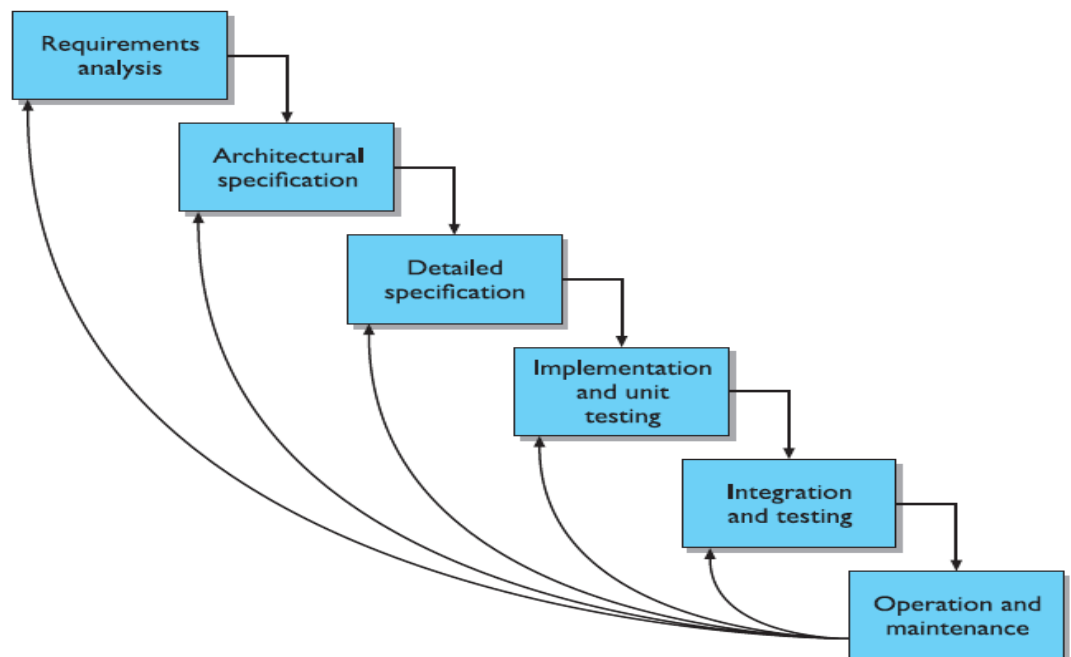 Requirements
analysis
Architectural
specification
Detailed
specification
Implementation
and unit
testing
Integration
and testing
Operation and
maintenance